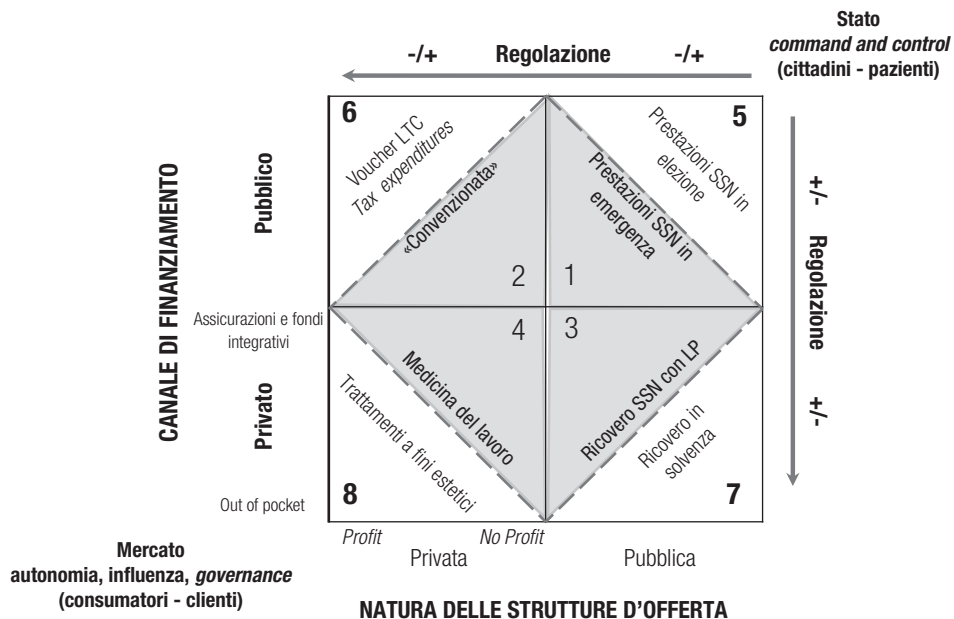 Stato
command and control
(cittadini - pazienti)
-/+ Regolazione -/+
6
5
Voucher LTC
Tax expenditures
«Convenzionata»
Prestazioni SSN in
emergenza
Prestazioni SSN in
elezione
2
1
4
3
Medicina del lavoro
Trattamenti a fini estetici
Ricovero SSN con LP
Ricovero in
solvenza
8
7
+/- Regolazione +/-
CANALE DI FINANZIAMENTO
Pubblico
Assicurazioni e fondi
integrativi
Privato
Out of pocket
Profit
No Profit
Privata
Pubblica
Mercato
autonomia, influenza, governance
(consumatori - clienti)
NATURA DELLE STRUTTURE D’OFFERTA